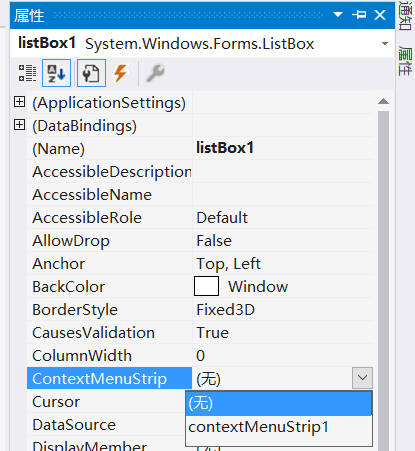 属性
listBox1 System.Windows.Forms.ListBox
(ApplicationSettings)
(DataBindings)
(Name) listBox1
AccessibleDescription
AccessibleName
AccessibleRole Default
AllowDrop False
Anchor Top, Left
BackColor Window
BorderStyle Fixed3D
CausesValidation True
ColumnWidth 0
ContextMenuStrip (无)
Cursor (无)
DataSource contextMenuStrip1
DisplayMember
通知
属性